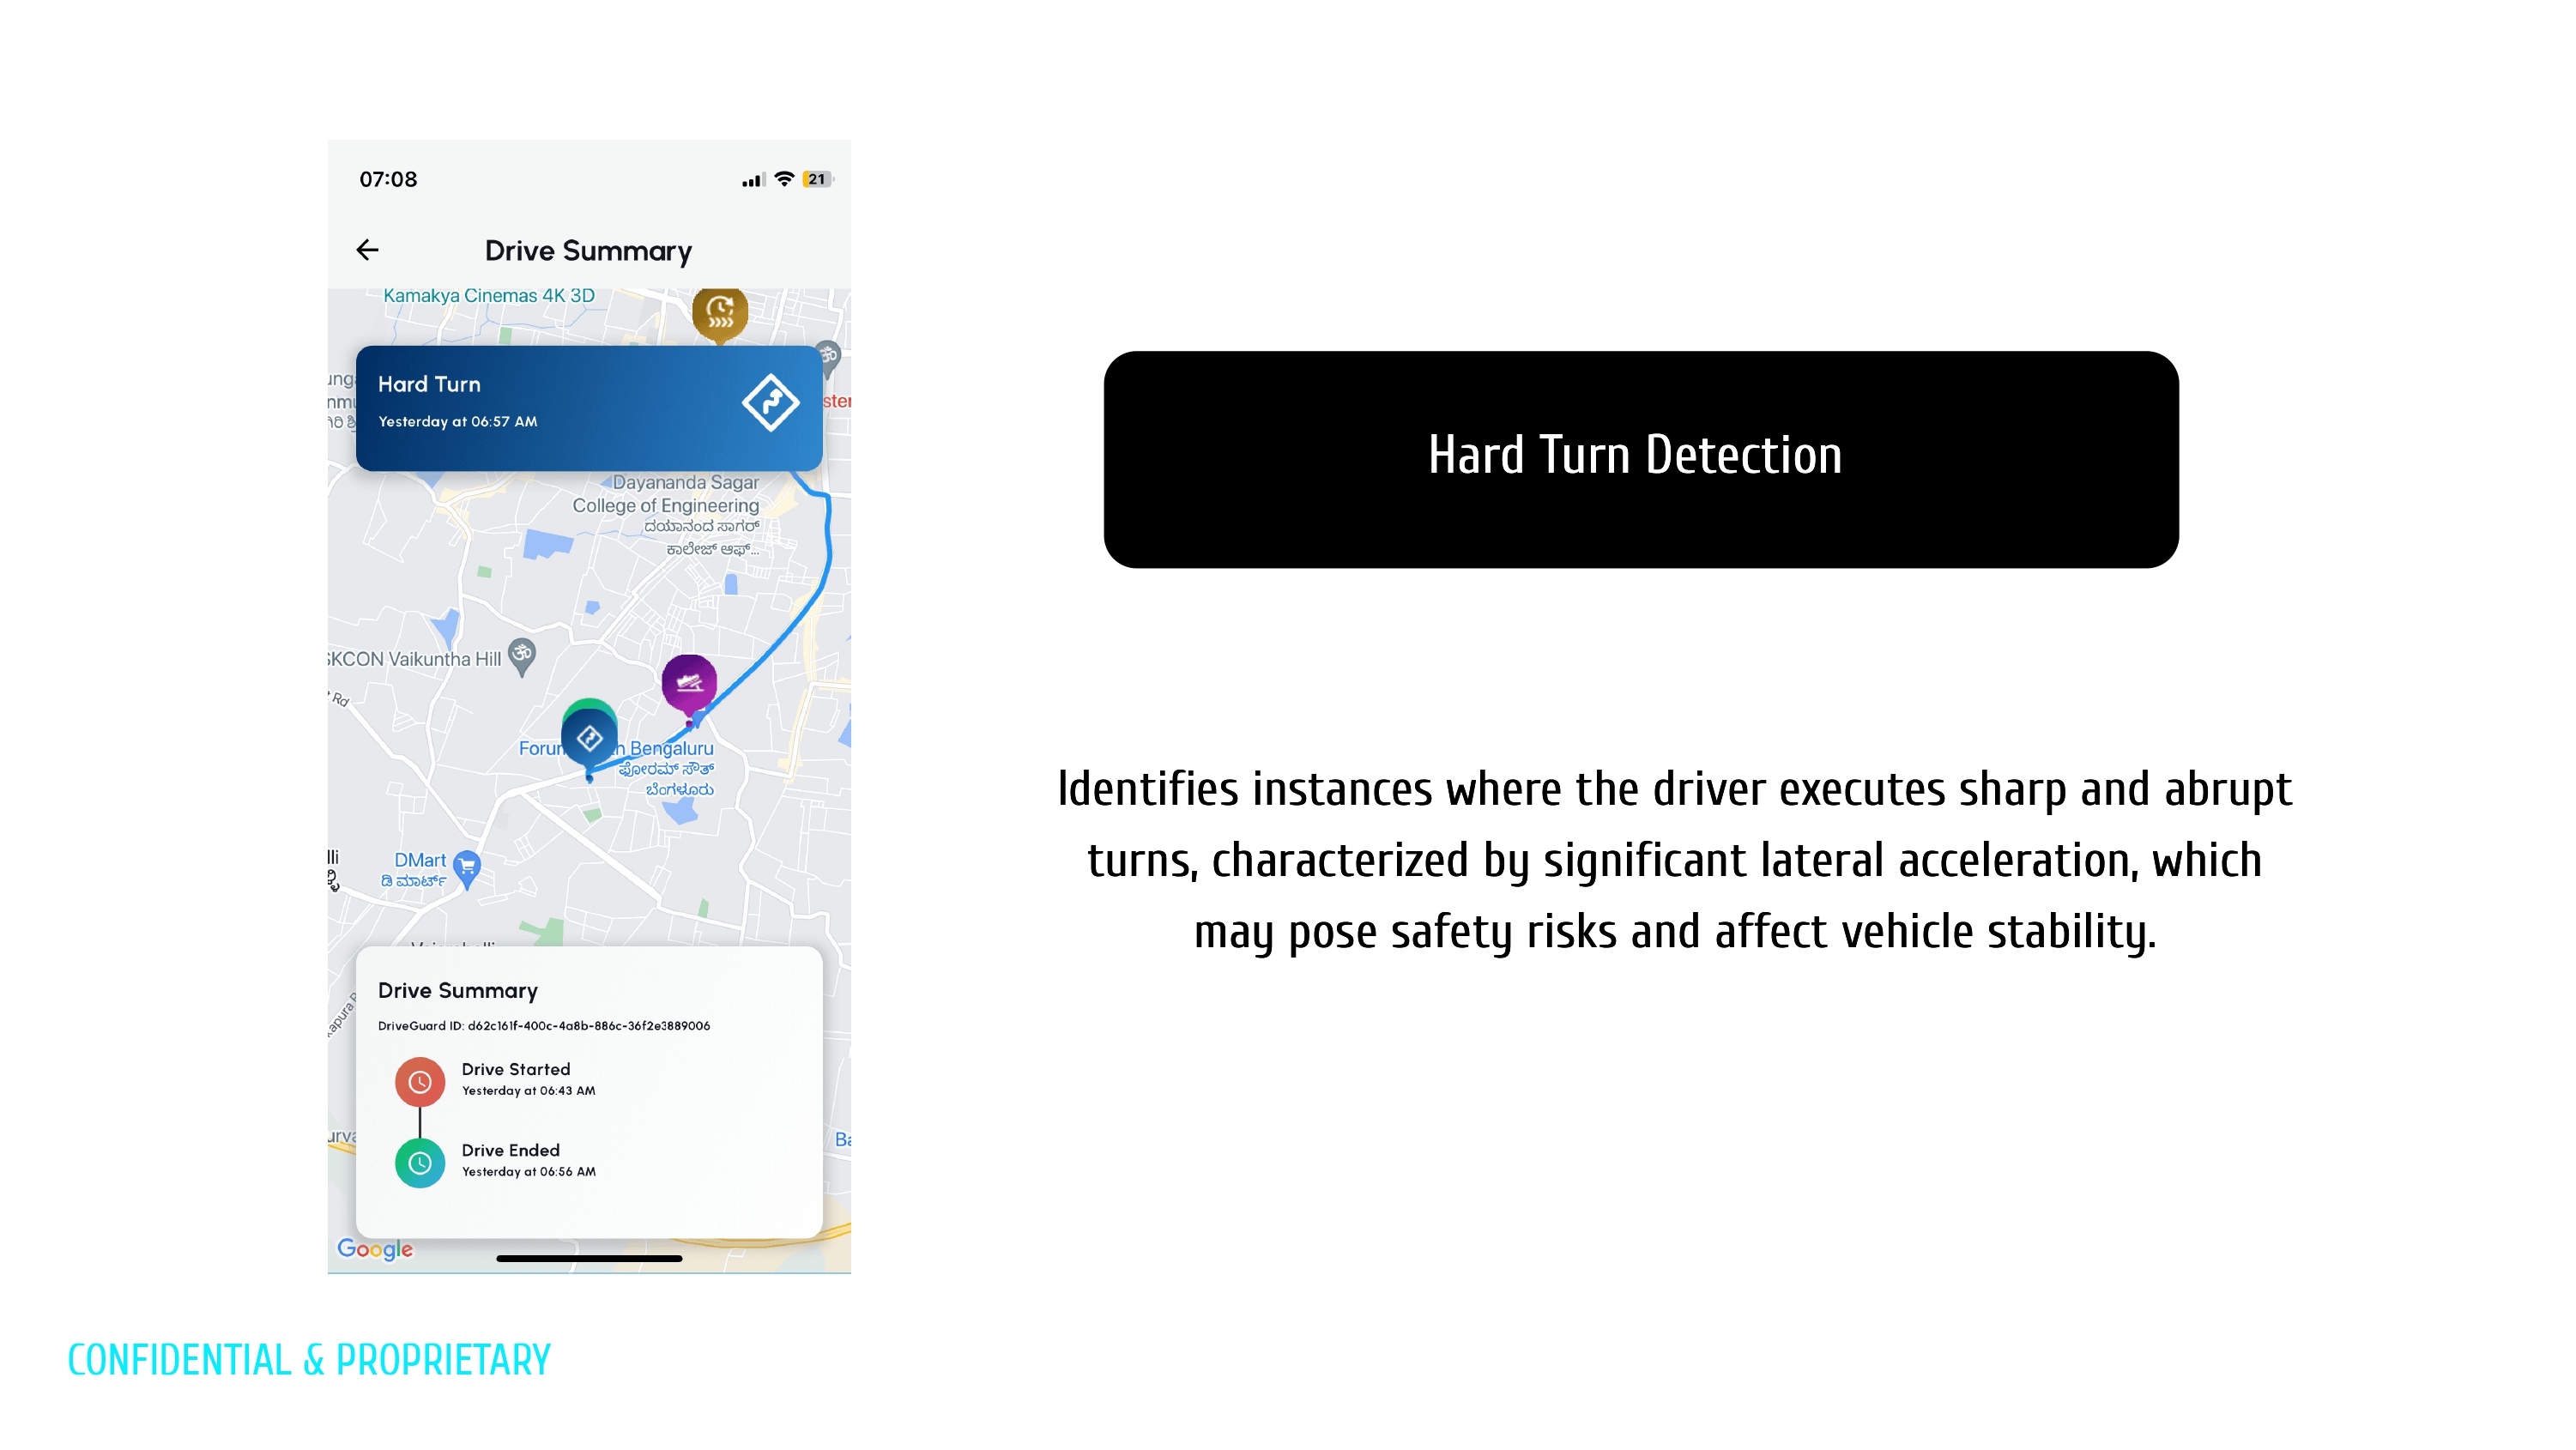 07:08
21
Drive Summary
Kamakya Cinemas 4K 3D
Hard Turn
Yesterday at 06:57 AM
Dayananda Sagar
College of Engineering
ದಯಾನಂದ ಸಾಗರ್
ಕಾಲೇಜ್ ಆಫ್...
SKCON Vaikuntha Hill
Rd
Bengaluru
ಫೋರಮ್ ಸೌತ್
ಬೆಂಗಳೂರು
DMart
ಡಿ ಮಾರ್ಟ್
Drive Summary
DriveGuard ID: d62c161f-400c-4a8b-886c-36f2e3889006
Drive Started
Yesterday at 06:43 AM
Drive Ended
Yesterday at 06:56 AM
Google
Hard Turn Detection
Identifies instances where the driver executes sharp and abrupt
turns, characterized by significant lateral acceleration, which
may pose safety risks and affect vehicle stability.
CONFIDENTIAL & PROPRIETARY